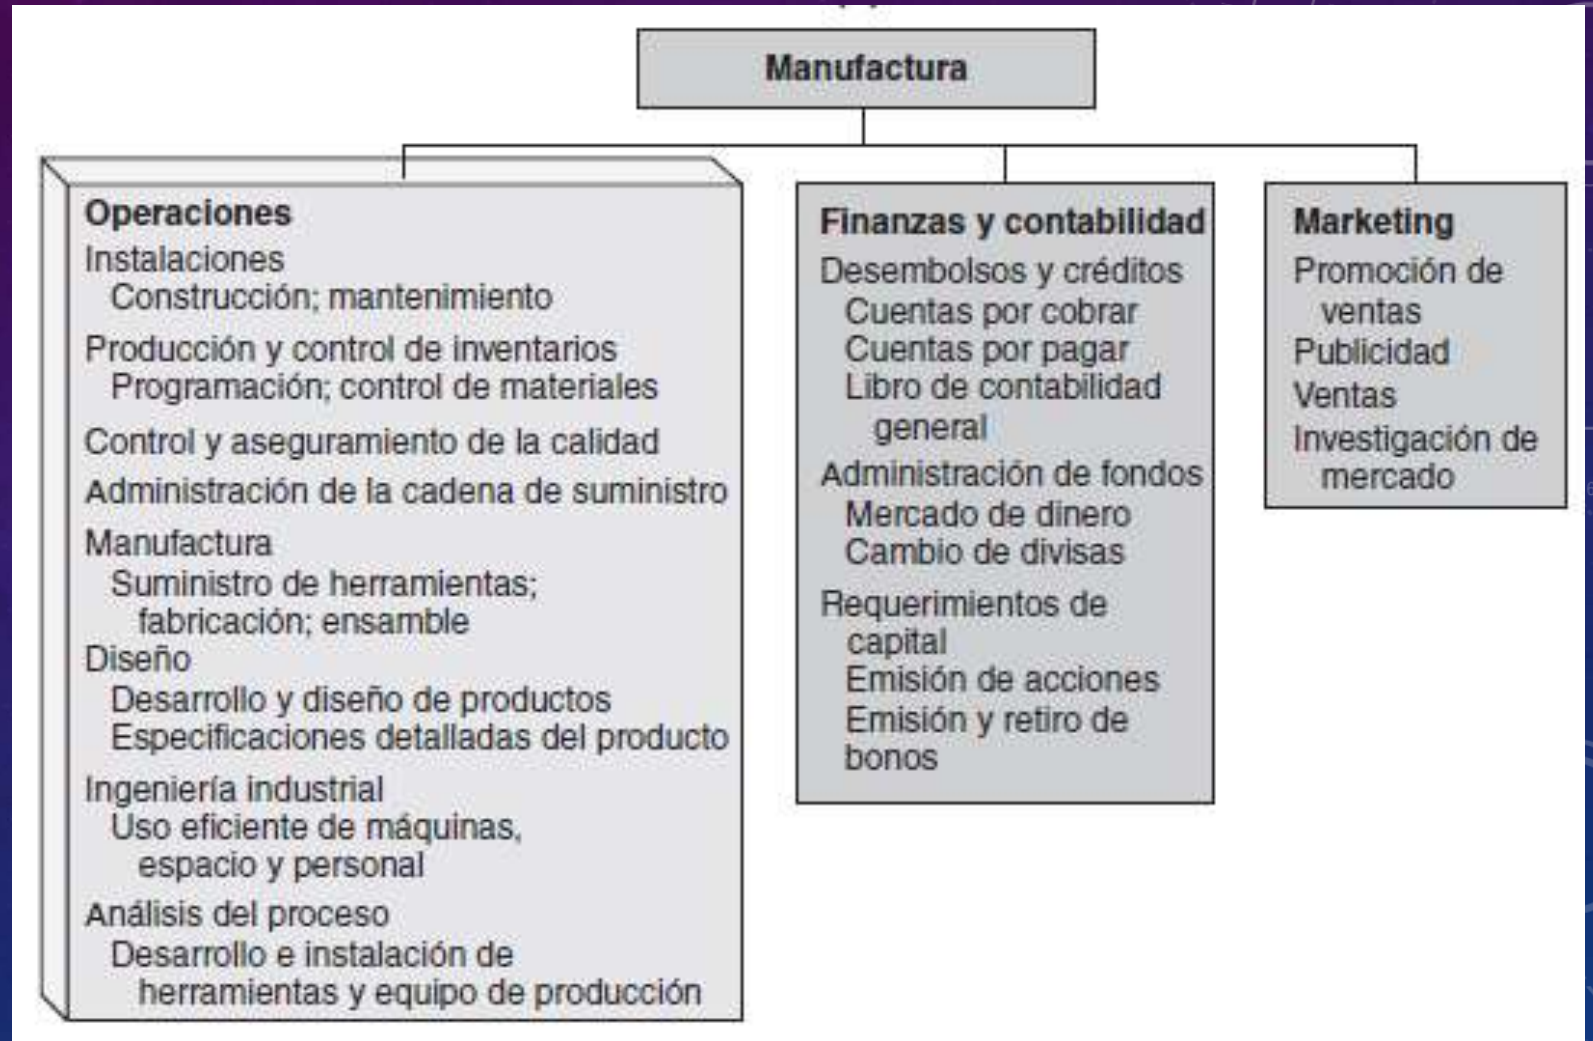 Manufactura
Operaciones
Instalaciones
Construcción; mantenimiento
Producción y control de inventarios
Programación; control de materiales
Control y aseguramiento de la calidad
Administración de la cadena de suministro
Manufactura
Suministro de herramientas;
fabricación; ensamble
Diseño
Desarrollo y diseño de productos
Especificaciones detalladas del producto
Ingeniería industrial
Uso eficiente de máquinas,
espacio y personal
Análisis del proceso
Desarrollo e instalación de
herramientas y equipo de producción
Finanzas y contabilidad
Desembolsos y créditos
Cuentas por cobrar
Cuentas por pagar
Libro de contabilidad
general
Administración de fondos
Mercado de dinero
Cambio de divisas
Requerimientos de
capital
Emisión de acciones
Emisión y retiro de
bonos
Marketing
Promoción de
ventas
Publicidad
Ventas
Investigación de
mercado